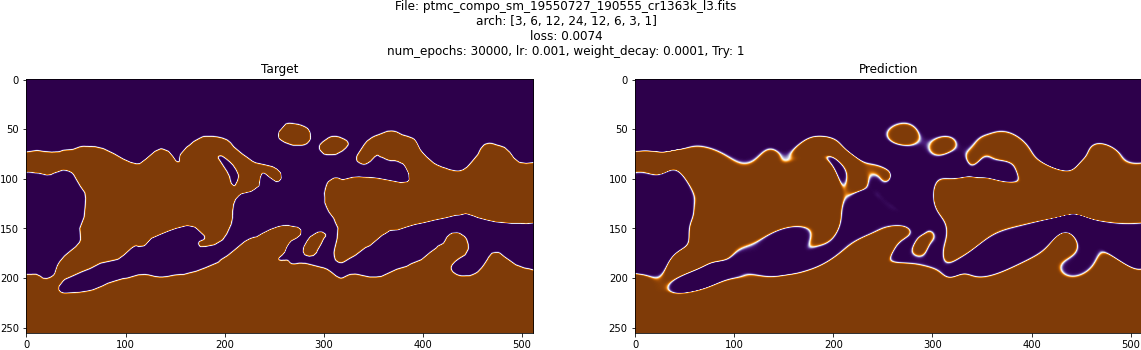 File: ptmc_compo_sm_19550727_190555_cr1363k_l3.fits
arch: [3, 6, 12, 24, 12, 6, 3, 1]
loss: 0.0074
num_epochs: 30000, lr: 0.001, weight_decay: 0.0001, Try: 1
Target
0
50
100
150
200
250
0 100 200 300 400 500
Prediction
0
50
100
150
200
250
0 100 200 300 400 500